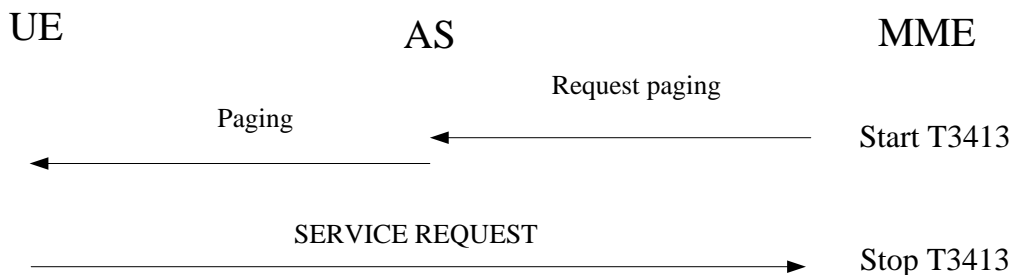 UE AS MME
Request paging
Paging
Start T3413
SERVICE REQUEST
Stop T3413